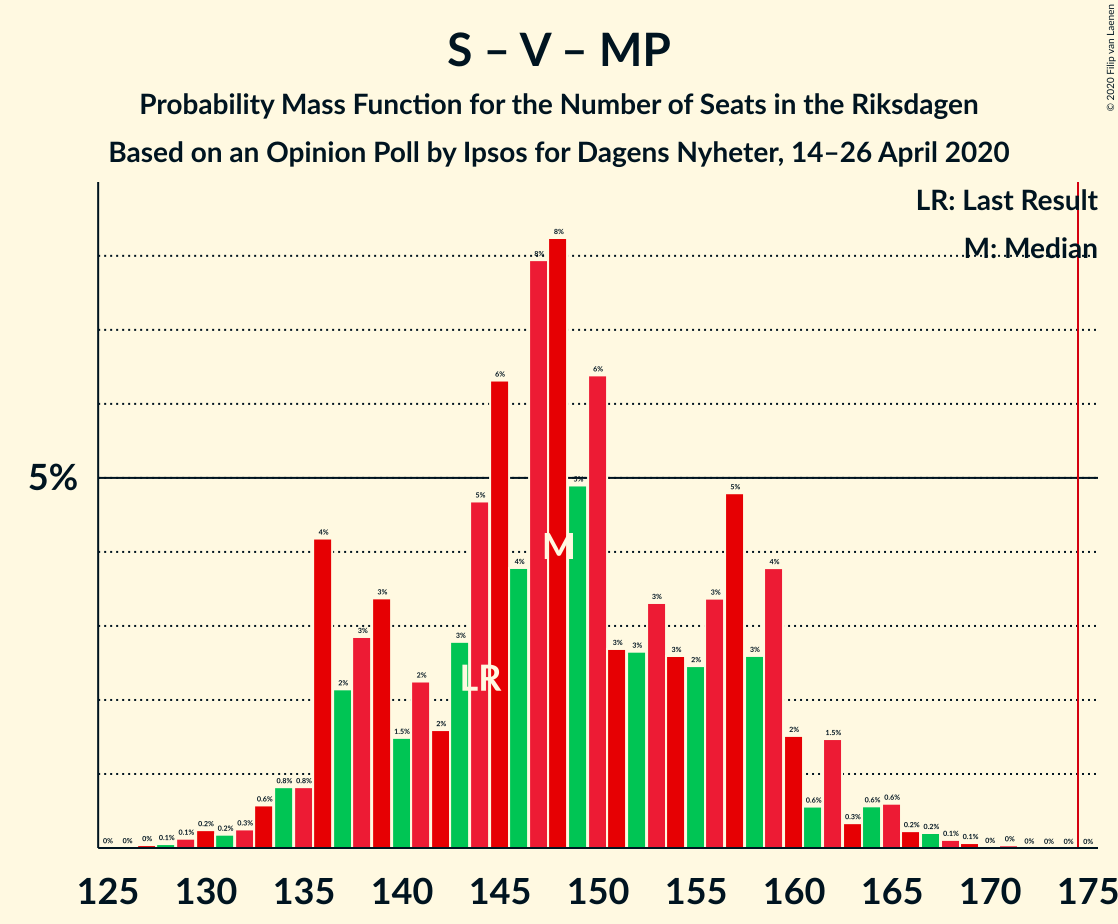 S – V – MP
Probability Mass Function for the Number of Seats in the Riksdagen
Based on an Opinion Poll by Ipsos for Dagens Nyheter, 14–26 April 2020
© 2020 Filip van Laenen
LR: Last Result
M: Median
5%
0% 0% 0% 0.1% 0.1% 0.2% 0.2% 0.3% 0.6% 0.8% 0.8% 4% 2% 3% 3% 1.5% 2% 2% 3% 5% 6% 4% 8% 8% 5% 6% 3% 3% 3% 3% 2% 3% 5% 3% 4% 2% 0.6% 1.5% 0.3% 0.6% 0.6% 0.2% 0.2% 0.1% 0.1% 0% 0% 0% 0% 0% 0%
M
LR
125 130 135 140 145 150 155 160 165 170 175